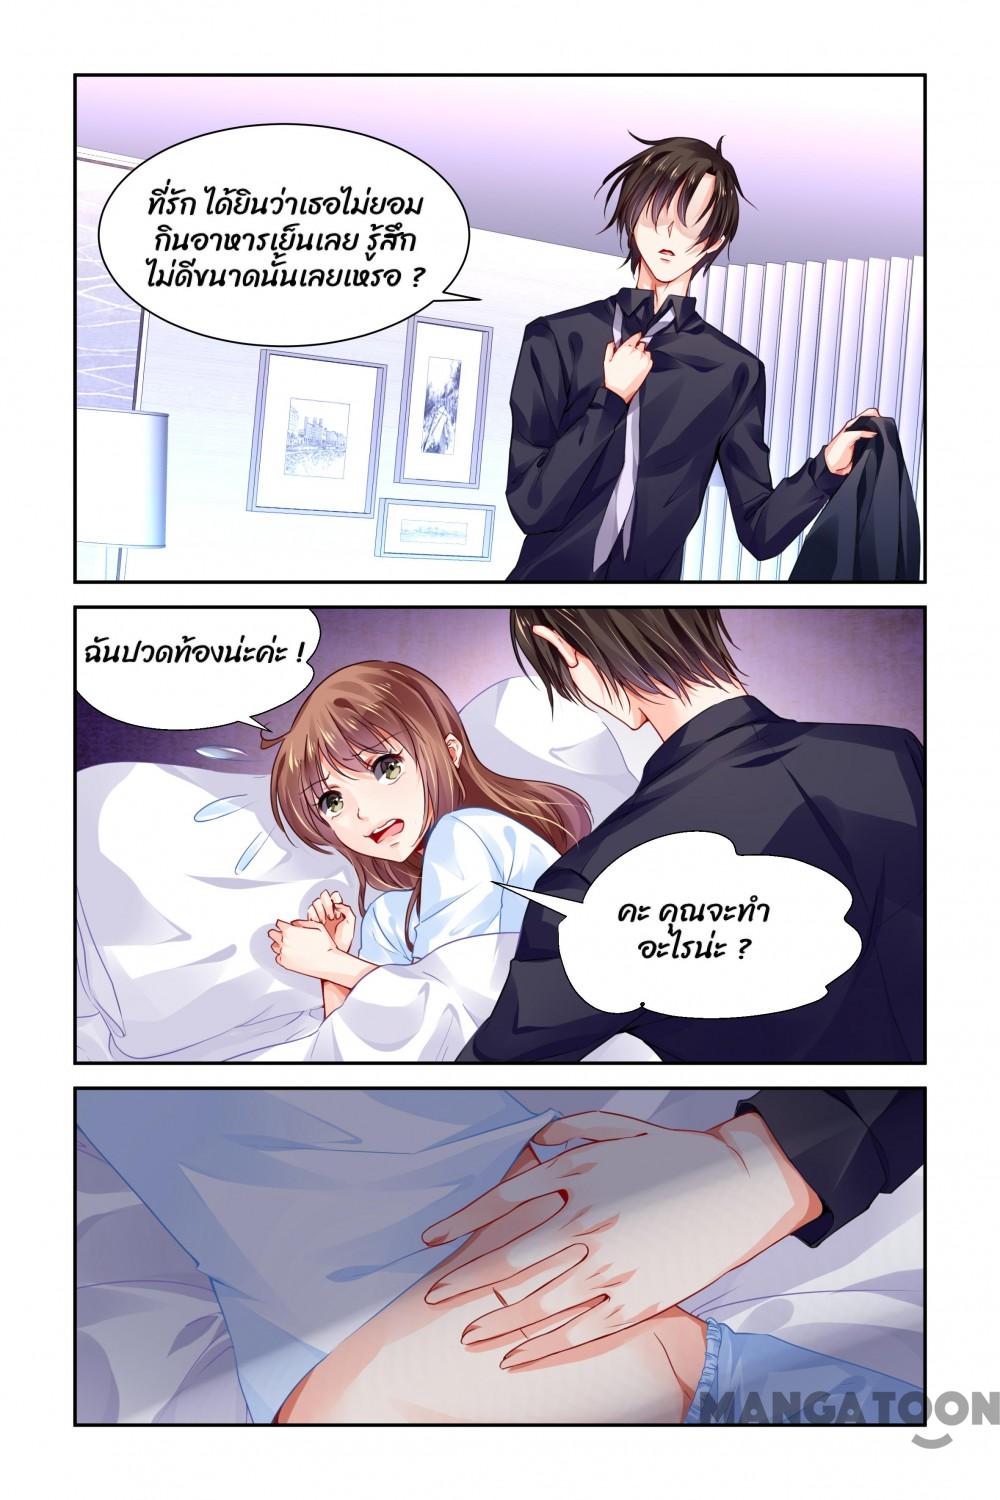 ที่รัก ได้ยินว่าเธอไม่ยอม
กินอาหารเย็นเลย รู้สึก
ไม่ดีขนาดนั้นเลยเหรอ ?
ฉันปวดท้องน่ะค่ะ !
คะ คุณจะทำ
อะไรน่ะ ?
MANGATOON